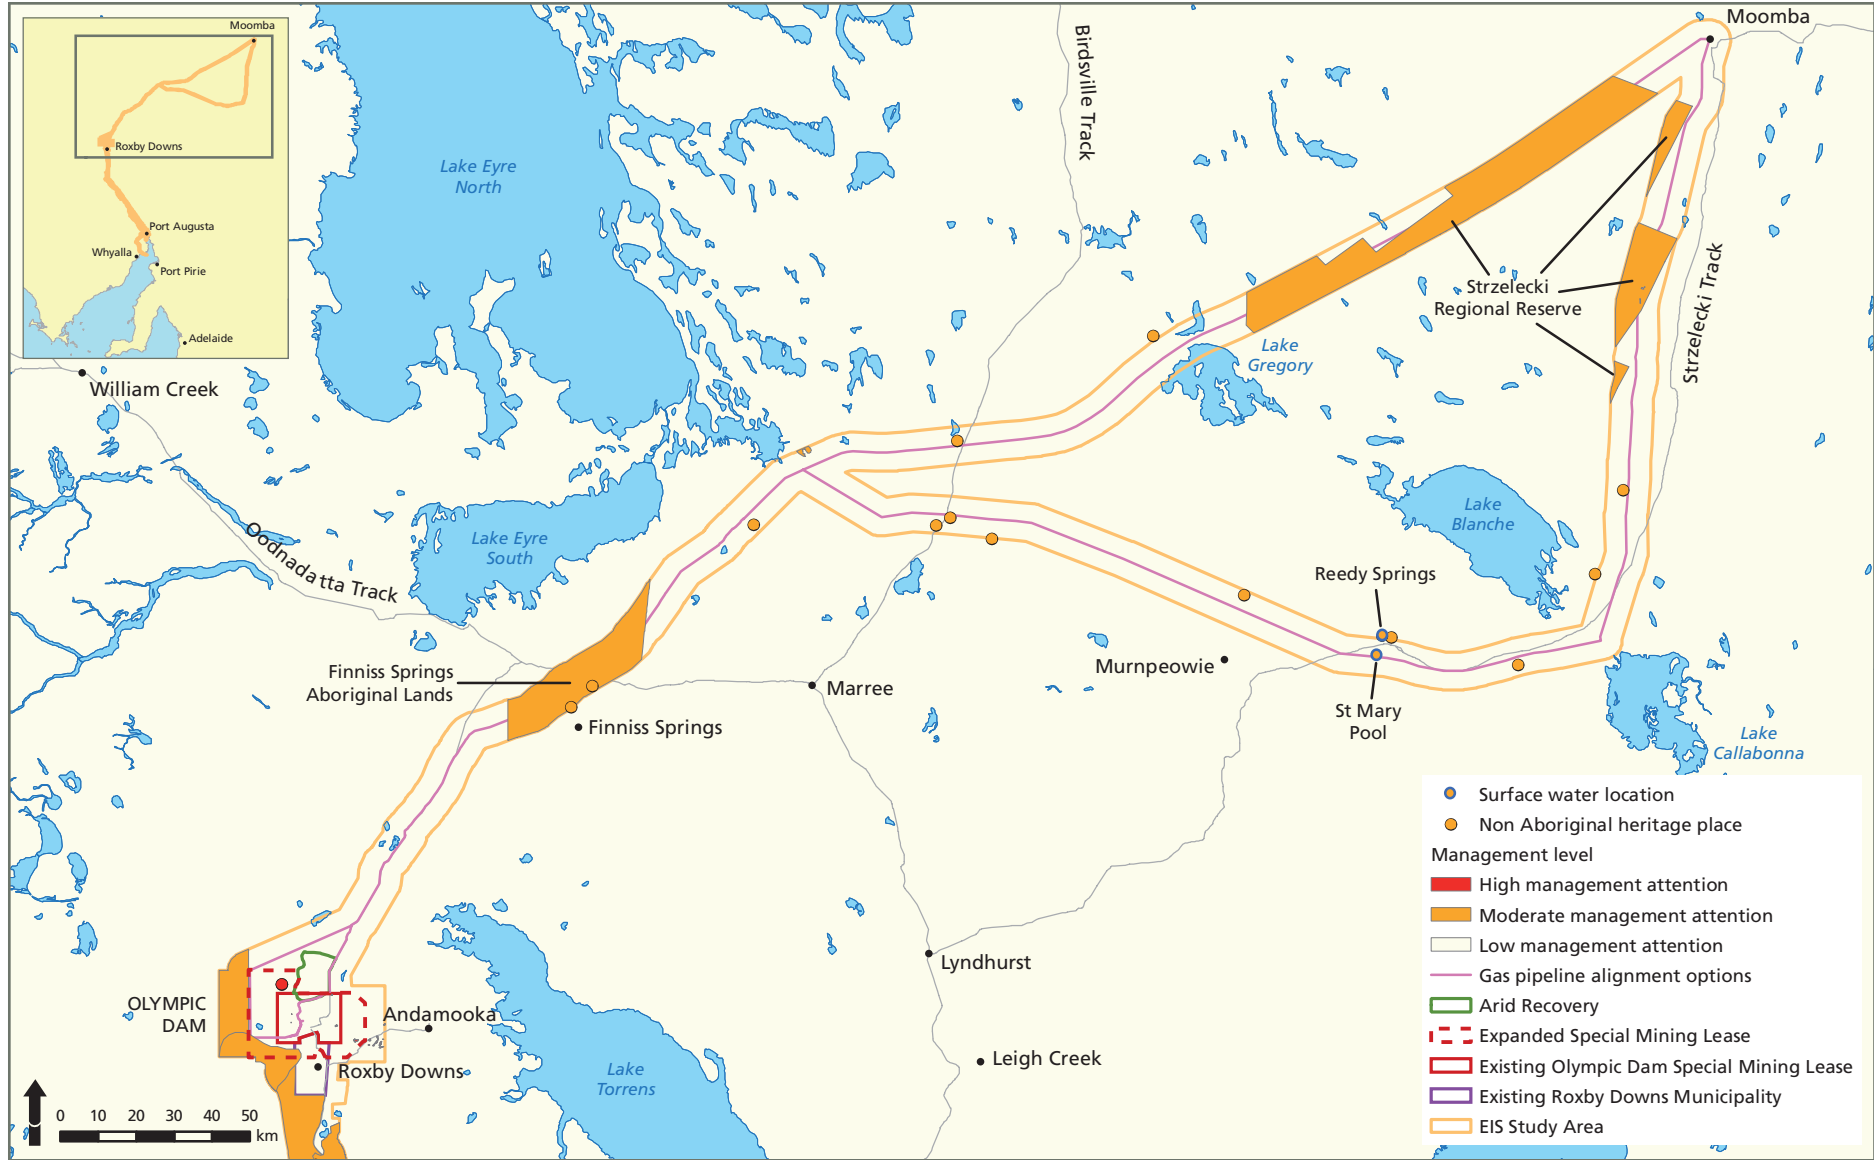 Moomba
Roxby Downs
Port Augusta
Whyalla
Port Pirie
Adelaide
Moomba
Birdsville Track
Lake Eyre
North
Strzelecki
Regional Reserve
Strzelecki Track
Lake
Gregory
William Creek
Lake
Blanche
Oodnadatta Track
Lake Eyre
South
Reedy Springs
Finniss Springs
Aboriginal Lands
Marree
Murnpeowie
Finniss Springs
St Mary
Pool
Lake
Callabonna
Lyndhurst
OLYMPIC
DAM
Andamooka
Roxby Downs
Leigh Creek
Lake
Torrens
0 10 20 30 40 50
km
Surface water location
Non Aboriginal heritage place
Management level
High management attention
Moderate management attention
Low management attention
Gas pipeline alignment options
Arid Recovery
Expanded Special Mining Lease
Existing Olympic Dam Special Mining Lease
Existing Roxby Downs Municipality
EIS Study Area